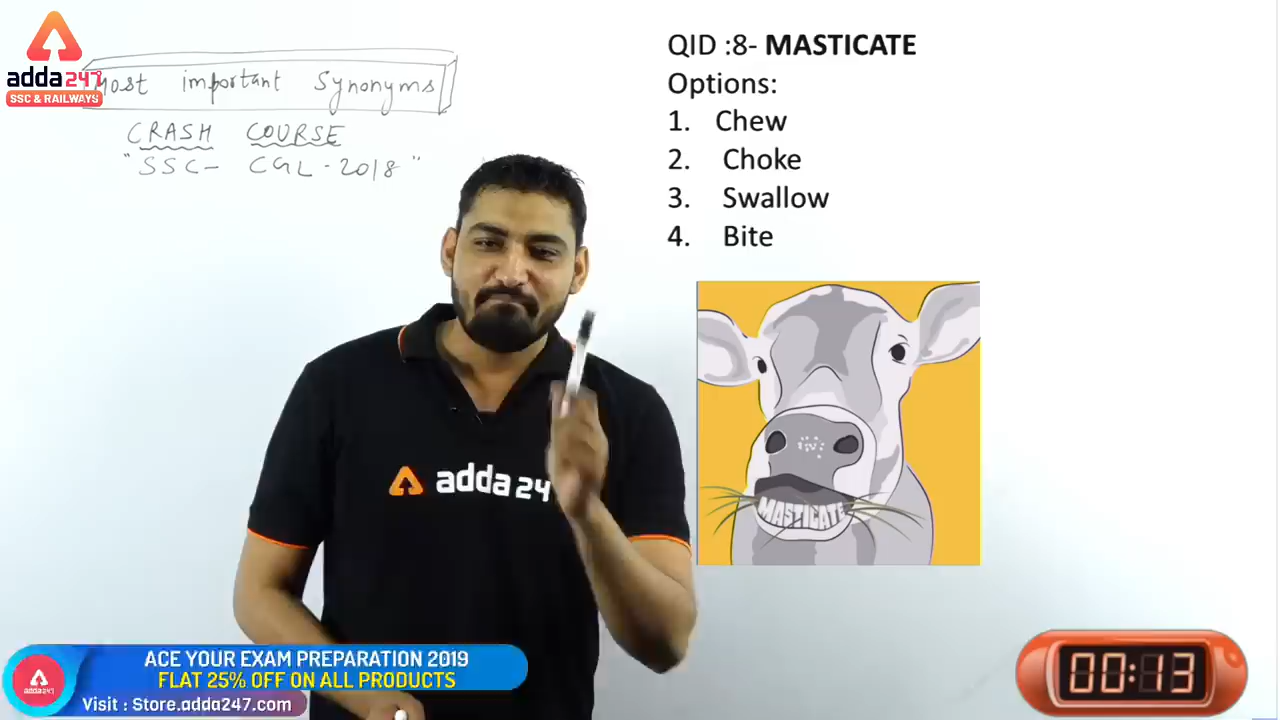 adda247
SSC & RAILWAYS
Most important Synonyms
CRASH COURSE
"SSC- CGL-2018"
QID :8- MASTICATE
Options:
1. Chew
2. Choke
3. Swallow
4. Bite
MASTICATE
adda 24
ACE YOUR EXAM PREPARATION 2019
FLAT 25% OFF ON ALL PRODUCTS
adda247
Visit : Store.adda247.com
00:13